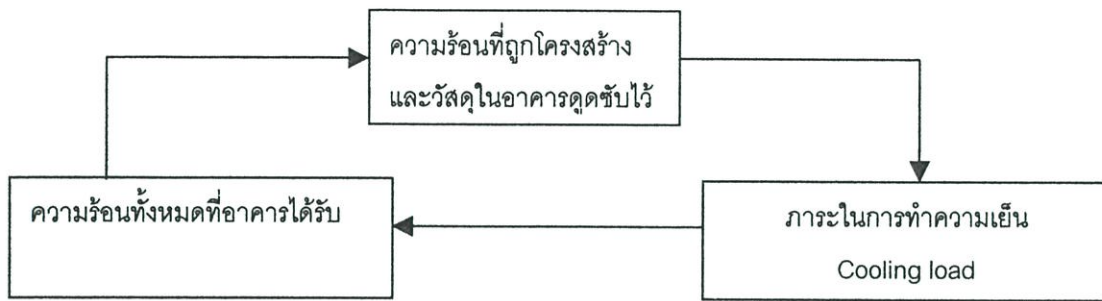 ความร้อนที่ถูกโครงสร้าง
และวัสดุในอาคารดูดซับไว้
ความร้อนทั้งหมดที่อาคารได้รับ
ภาระในการทำความเย็น
Cooling load